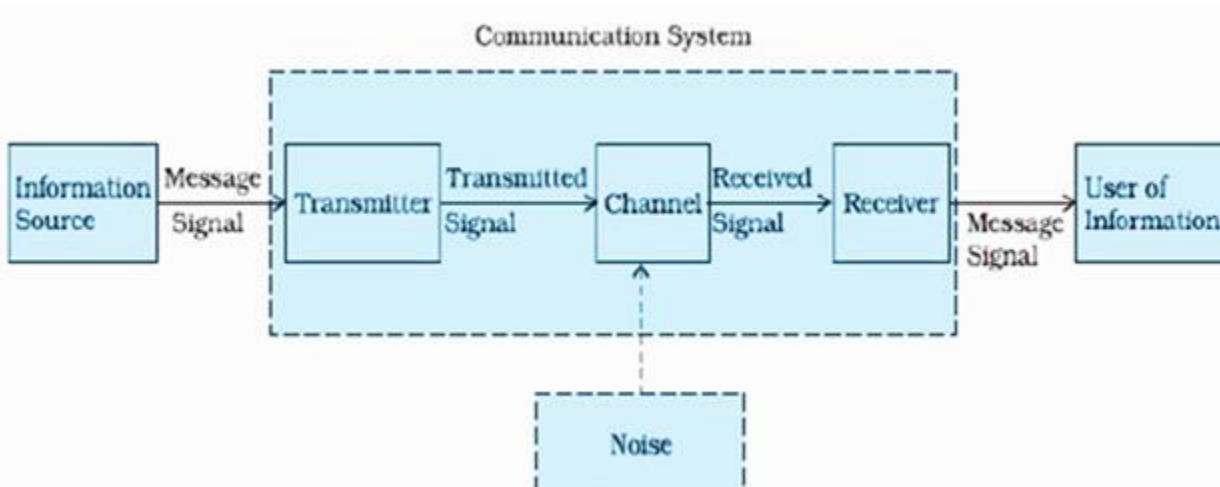 Communication System
Information
Source
Message
Signal
Transmitter
Transmitted
Signal
Channel
Received
Signal
Receiver
Message
Signal
User of
Information
Noise